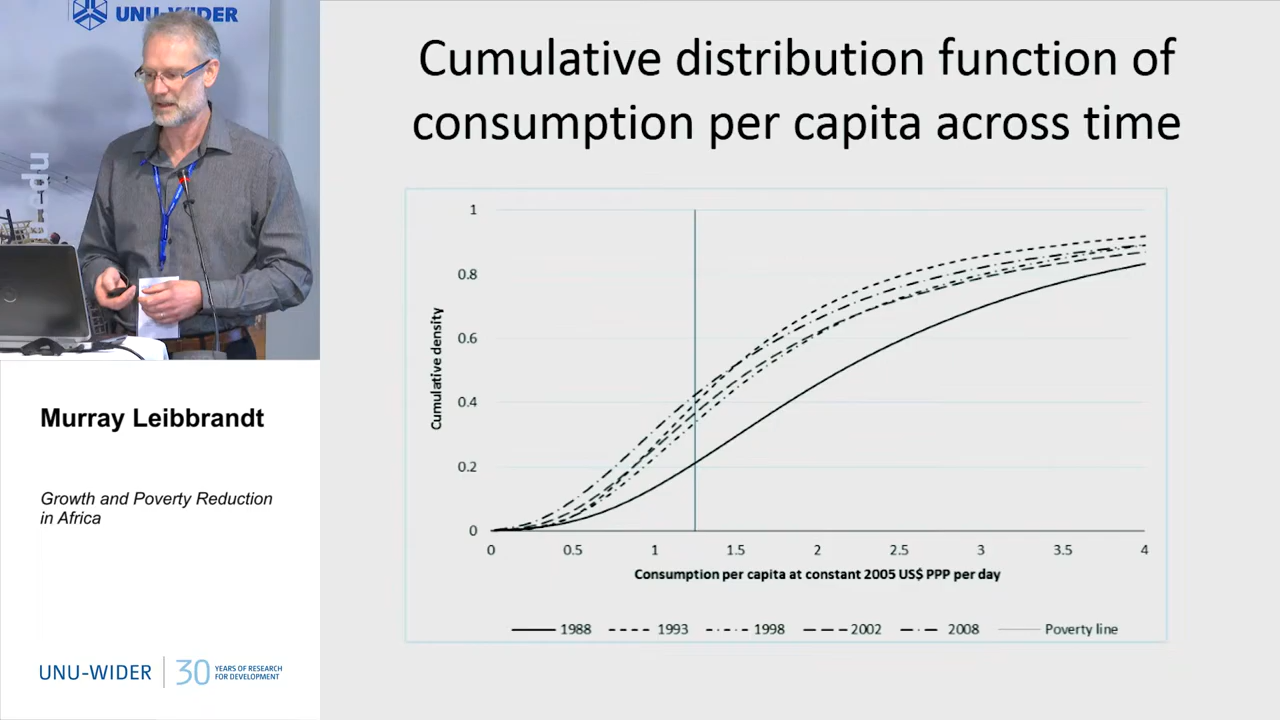 UNU-WIDER
.edu
Murray Leibbrandt
Growth and Poverty Reduction
in Africa
UNU-WIDER
30 YEARS OF RESEARCH
FOR DEVELOPMENT
Cumulative distribution function of
consumption per capita across time
1
0.8
0.6
0.4
0.2
0
Cumulative density
0 0.5 1 1.5 2 2.5 3 3.5 4
Consumption per capita at constant 2005 US$ PPP per day
1988 1993 1998 2002 2008 Poverty line